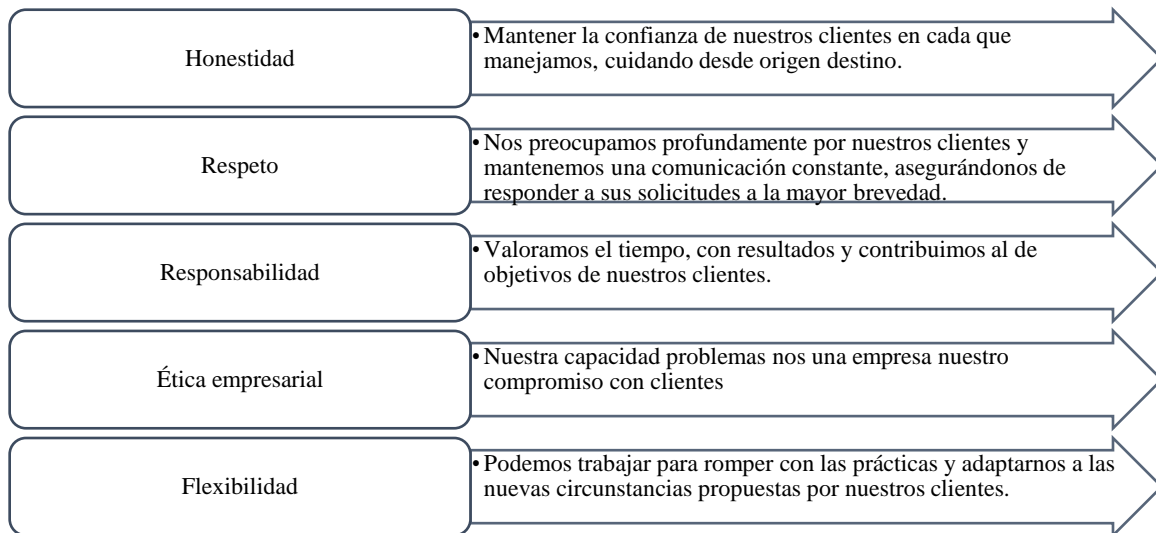 Honestidad
• Mantener la confianza de nuestros clientes en cada que
manejamos, cuidando desde origen destino.
Respeto
• Nos preocupamos profundamente por nuestros clientes y
mantenemos una comunicación constante, asegurándonos de
responder a sus solicitudes a la mayor brevedad.
Responsabilidad
• Valoramos el tiempo, con resultados y contribuimos al de
objetivos de nuestros clientes.
Ética empresarial
• Nuestra capacidad problemas nos una empresa nuestro
compromiso con clientes
Flexibilidad
• Podemos trabajar para romper con las prácticas y adaptarnos a las
nuevas circunstancias propuestas por nuestros clientes.